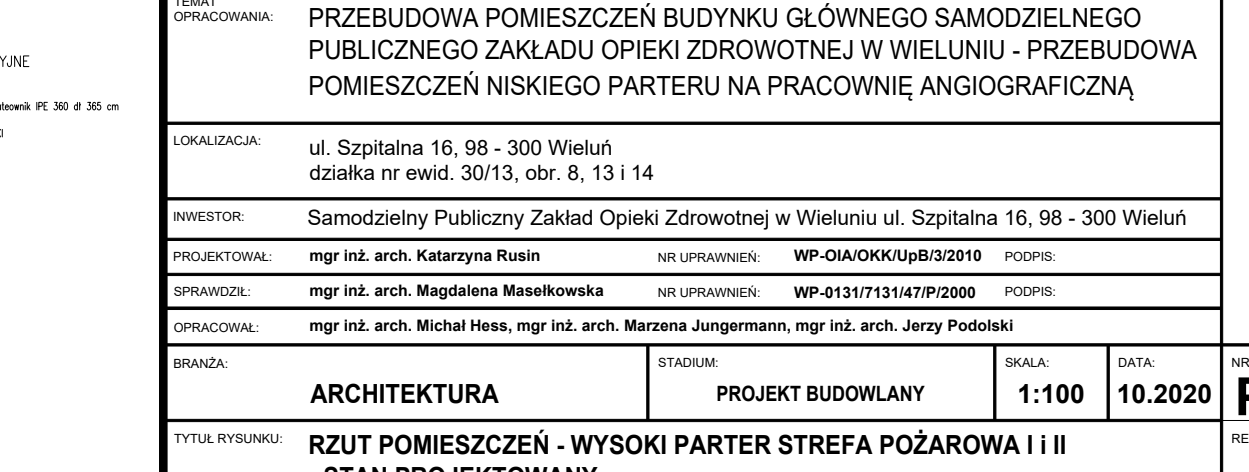 TEMAT
OPRACOWANIA:
PRZEBUDOWA POMIESZCZEŃ BUDYNKU GŁÓWNEGO SAMODZIELNEGO
PUBLICZNEGO ZAKŁADU OPIEKI ZDROWOTNEJ W WIELUNIU - PRZEBUDOWA
POMIESZCZEŃ NISKIEGO PARTERU NA PRACOWNIĘ ANGIOGRAFICZNĄ
YJNE
uteownik IPE 360 dł 365 cm
LOKALIZACJA:
ul. Szpitalna 16, 98 - 300 Wieluń
działka nr ewid. 30/13, obr. 8, 13 i 14
INWESTOR: Samodzielny Publiczny Zakład Opieki Zdrowotnej w Wieluniu ul. Szpitalna 16, 98 - 300 Wieluń
PROJEKTOWAŁ: mgr inż. arch. Katarzyna Rusin NR UPRAWNIEŃ: WP-OIA/OKK/UpB/3/2010 PODPIS:
SPRAWDZIŁ: mgr inż. arch. Magdalena Masełkowska NR UPRAWNIEŃ: WP-0131/7131/47/P/2000 PODPIS:
OPRACOWAŁ: mgr inż. arch. Michał Hess, mgr inż. arch. Marzena Jungermann, mgr inż. arch. Jerzy Podolski
BRANŻA: STADIUM: SKALA: DATA: NR
ARCHITEKTURA PROJEKT BUDOWLANY 1:100 10.2020
TYTUŁ RYSUNKU: RZUT POMIESZCZEŃ - WYSOKI PARTER STREFA POŻAROWA I i II RE
- STAN PROJEKTOWANY